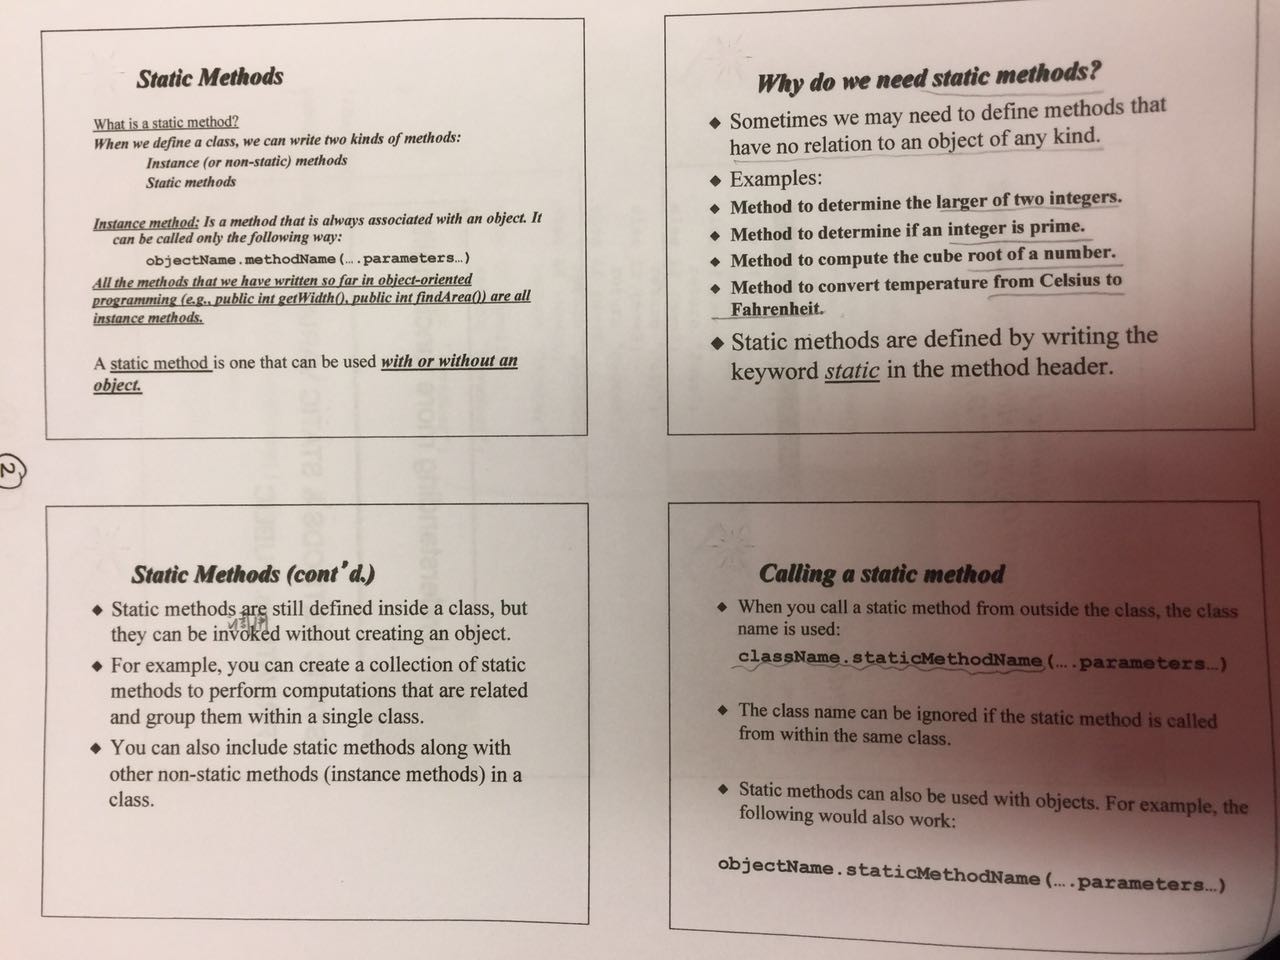 Static Methods
What is a static method?
When we define a class, we can write two kinds of methods:
Instance (or non-static) methods
Static methods
Instance method: Is a method that is always associated with an object. It
can be called only the following way:
objectName.methodName(….parameters…)
All the methods that we have written so far in object-oriented
programming (e.g., public int getWidth(), public int findArea()) are all
instance methods.
A static method is one that can be used with or without an
object.
Why do we need static methods?
◆ Sometimes we may need to define methods that
have no relation to an object of any kind.
◆ Examples:
◆ Method to determine the larger of two integers.
◆ Method to determine if an integer is prime.
◆ Method to compute the cube root of a number.
◆ Method to convert temperature from Celsius to
Fahrenheit.
◆ Static methods are defined by writing the
keyword static in the method header.
2
Static Methods (cont'd.)
◆ Static methods are still defined inside a class, but
they can be invoked without creating an object.
◆ For example, you can create a collection of static
methods to perform computations that are related
and group them within a single class.
◆ You can also include static methods along with
other non-static methods (instance methods) in a
class.
Calling a static method
◆ When you call a static method from outside the class, the class
name is used:
className.staticMethodName(….parameters…)
◆ The class name can be ignored if the static method is called
from within the same class.
◆ Static methods can also be used with objects. For example, the
following would also work:
objectName.staticMethodName(….parameters…)